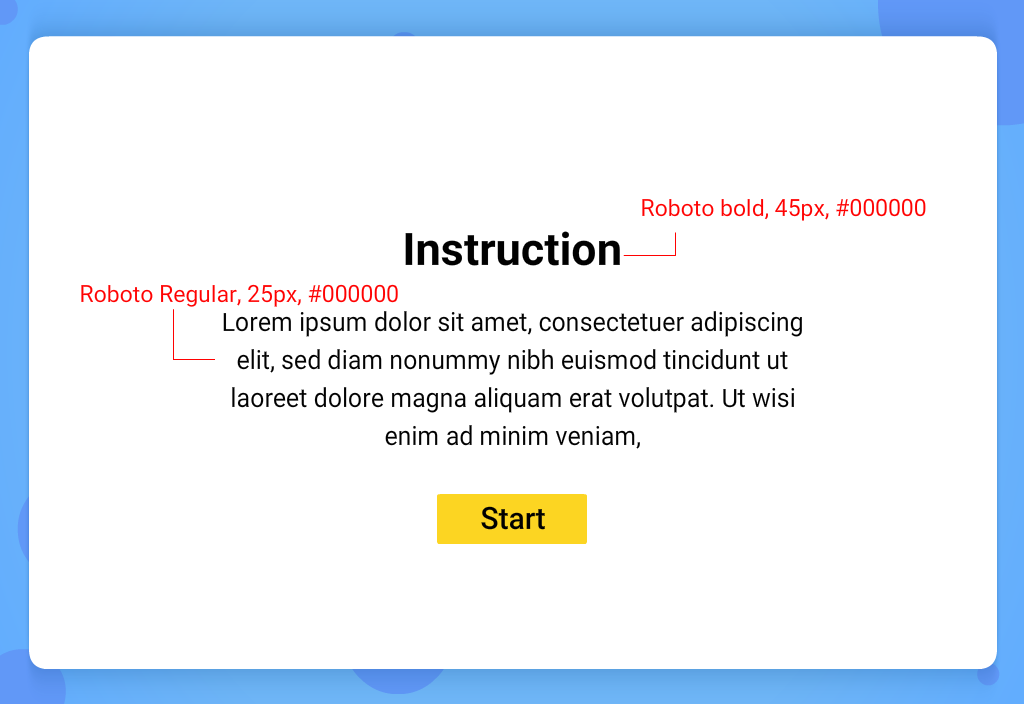 Roboto bold, 45px, #000000
Instruction
Roboto Regular, 25px, #000000
Lorem ipsum dolor sit amet, consectetuer adipiscing
elit, sed diam nonummy nibh euismod tincidunt ut
laoreet dolore magna aliquam erat volutpat. Ut wisi
enim ad minim veniam,
Start